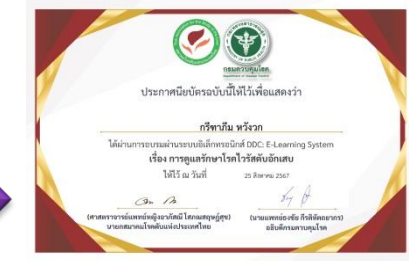 กรมควบคุมโรค
ประกาศนียบัตรฉบับนี้ให้ไว้เพื่อแสดงว่า
กรีฑาภีม หวังวก
ได้ผ่านการอบรมผ่านระบบอิเล็กทรอนิกส์ DDC: E-Learning System
เรื่อง การดูแลรักษาโรคไวรัสตับอักเสบ
ให้ไว้ ณ วันที่ 25 สิงหาคม 2567
นายกสมาคมโรคตับแห่งประเทศไทย
อธิบดีกรมควบคุมโรค